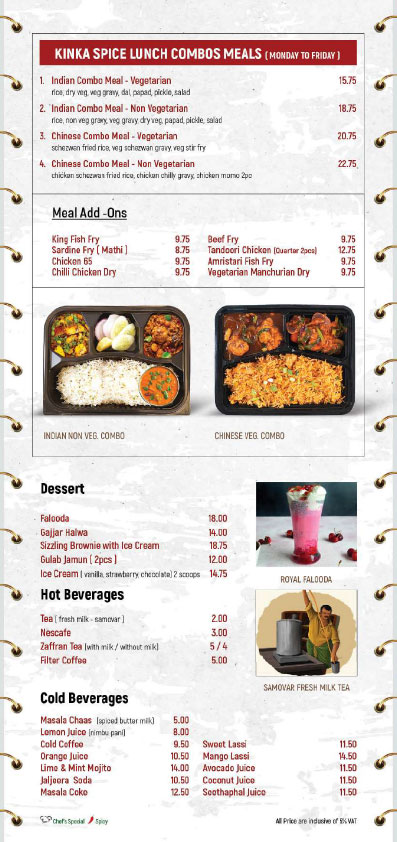 KINKA SPICE LUNCH COMBOS MEALS ( MONDAY TO FRIDAY )
1. Indian Combo Meal - Vegetarian 15.75
rice, dry veg, veg gravy, dal, papad, pickle, salad
2. Indian Combo Meal - Non Vegetarian 18.75
rice, non veg gravy, veg gravy, dry veg, papad, pickle, salad
3. Chinese Combo Meal - Vegetarian 20.75
schezwan fried rice, veg schezwan gravy, veg stir fry
4. Chinese Combo Meal - Non Vegetarian 22.75
chicken schezwan fried rice, chicken chilly gravy, chicken momo 2pc
Meal Add -Ons
King Fish Fry 9.75
Sardine Fry ( Mathi ) 8.75
Chicken 65 9.75
Chilli Chicken Dry 9.75
Beef Fry 9.75
Tandoori Chicken (Quarter 2pcs) 12.75
Amristari Fish Fry 9.75
Vegetarian Manchurian Dry 9.75
INDIAN NON VEG. COMBO
CHINESE VEG. COMBO
Dessert
Falooda 18.00
Gajjar Halwa 14.00
Sizzling Brownie with Ice Cream 18.75
Gulab Jamun ( 2pcs ) 12.00
Ice Cream ( vanilla, strawberry, chocolate) 2 scoops 14.75
ROYAL FALOODA
Hot Beverages
Tea ( fresh milk - samovar ) 2.00
Nescafe 3.00
Zaffran Tea (with milk / without milk) 5 / 4
Filter Coffee 5.00
SAMOVAR FRESH MILK TEA
Cold Beverages
Masala Chaas (spiced butter milk) 5.00
Lemon Juice (nimbu pani) 8.00
Cold Coffee 9.50
Orange Juice 10.50
Lime & Mint Mojito 14.00
Jaljeera Soda 10.50
Masala Coke 12.50
Sweet Lassi 11.50
Mango Lassi 14.50
Avocado Juice 11.50
Coconut Juice 11.50
Seethaphal Juice 11.50
Chef's Special Spicy
All Price are inclusive of 5% VAT